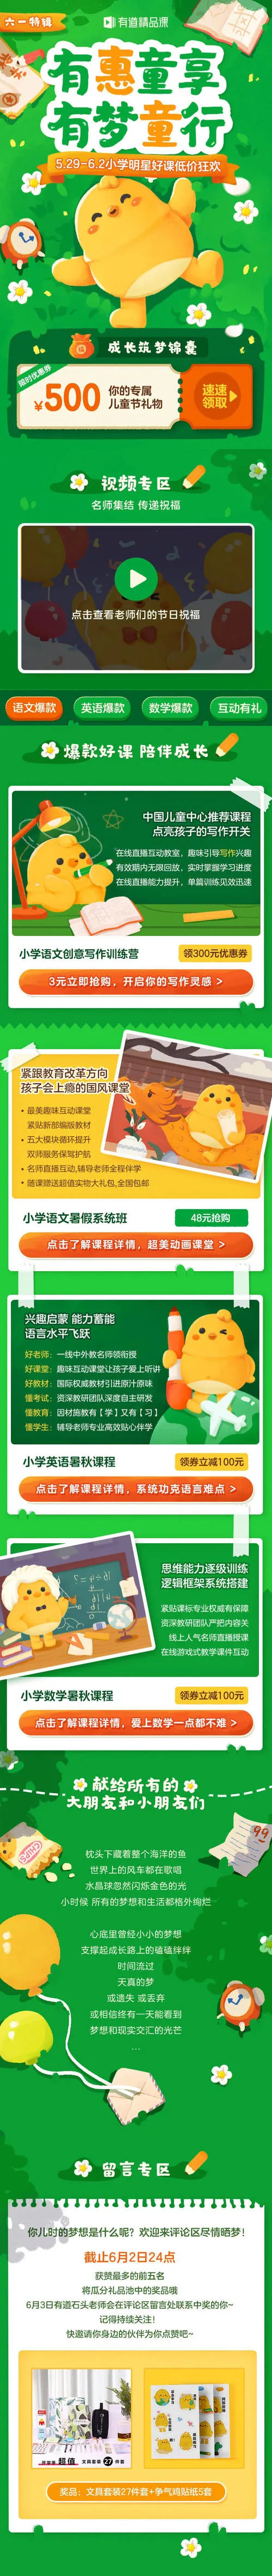 六一特辑
有道精品课
有惠童享
有梦童行
5.29-6.2小学明星好课低价狂欢
成长筑梦锦囊
限时优惠券
¥500
你的专属
儿童节礼物
速速
领取
视频专区
名师集结 传递祝福
点击查看老师们的节日祝福
语文爆款
英语爆款
数学爆款
互动有礼
爆款好课 陪伴成长
中国儿童中心推荐课程
点亮孩子的写作开关
在线直播互动教室，趣味引导写作兴趣
有效期内无限回放，实时掌握学习进度
在线直播能力提升，单篇训练见效迅速
小学语文创意写作训练营
领300元优惠券
3元立即抢购，开启你的写作灵感 >
紧跟教育改革方向
孩子会上瘾的国风课堂
• 最美趣味互动课堂
紧贴新部编版教材
• 五大模块循环提升
双师服务保驾护航
• 名师直播互动,辅导老师全程伴学
• 随课赠送超值实物大礼包,全国包邮
小学语文暑假系统班
48元抢购
点击了解课程详情，超美动画课堂 >
兴趣启蒙 能力蓄能
语言水平飞跃
好老师：一线中外教名师领衔授
好课堂：趣味互动课堂让孩子爱上听讲
好教材：国际权威教材引进原汁原味
懂考试：资深教研团队深度自主研发
懂教育：因材施教有【学】又有【习】
懂学生：辅导老师专业高效贴心伴学
小学英语暑秋课程
领券立减100元
点击了解课程详情，系统功克语言难点 >
思维能力逐级训练
逻辑框架系统搭建
紧贴课标专业权威有保障
资深教研团队严把内容关
线上人气名师直播授课
在线游戏式教学课件互动
小学数学暑秋课程
领券立减100元
点击了解课程详情，爱上数学一点都不难 >
献给所有的
大朋友和小朋友们
CHIPS
99
枕头下藏着整个海洋的鱼
世界上的风车都在歌唱
水晶球忽然闪烁金色的光
小时候 所有的梦想和生活都格外绚烂
心底里曾经小小的梦想
支撑起成长路上的磕磕绊绊
时间流过
天真的梦
或遗失 或丢弃
或相信终有一天能看到
梦想和现实交汇的光芒
...
留言专区
你儿时的梦想是什么呢？欢迎来评论区尽情晒梦！
截止6月2日24点
获赞最多的前五名
将瓜分礼品池中的奖品哦
6月3日有道石头老师会在评论区留言处联系中奖的你~
记得持续关注！
快邀请你身边的伙伴为你点赞吧~
超值 文具套装 27 件套
奖品：文具套装27件套+争气鸡贴纸5套